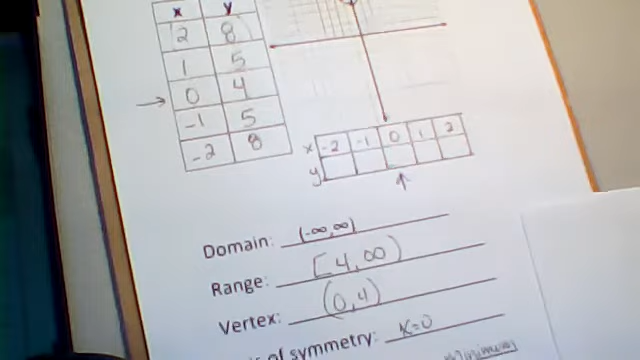 x y
2 8
1 5
0 4
-1 5
-2 8
x -2 -1 0 1 2
y
Domain: (-∞,∞)
Range: [4,∞)
Vertex: (0,4)
of symmetry: x=0
Minimum